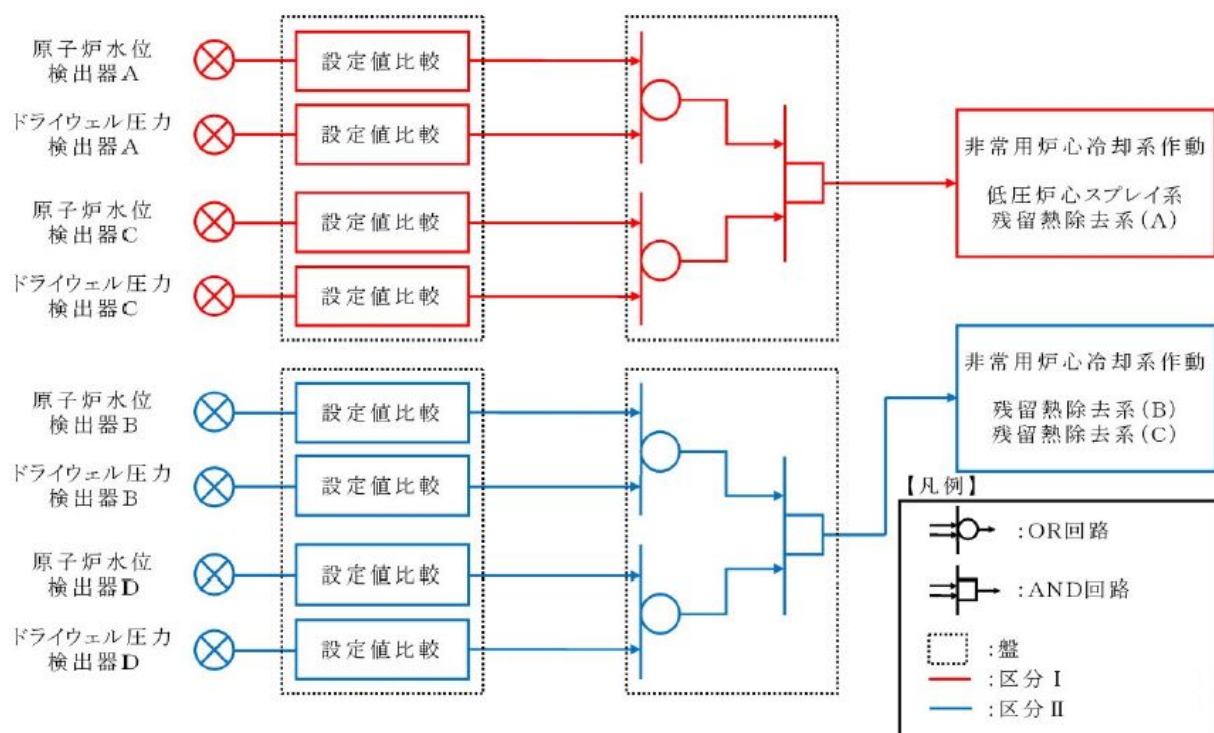 原子炉水位
検出器A
設定値比較
ドライウェル圧力
検出器A
設定値比較
原子炉水位
検出器C
設定値比較
ドライウェル圧力
検出器C
設定値比較
非常用炉心冷却系作動
低圧炉心スプレイ系
残留熱除去系(A)
原子炉水位
検出器B
設定値比較
ドライウェル圧力
検出器B
設定値比較
原子炉水位
検出器D
設定値比較
ドライウェル圧力
検出器D
設定値比較
非常用炉心冷却系作動
残留熱除去系(B)
残留熱除去系(C)
【凡例】
:OR回路
:AND回路
:盤
:区分Ⅰ
:区分Ⅱ